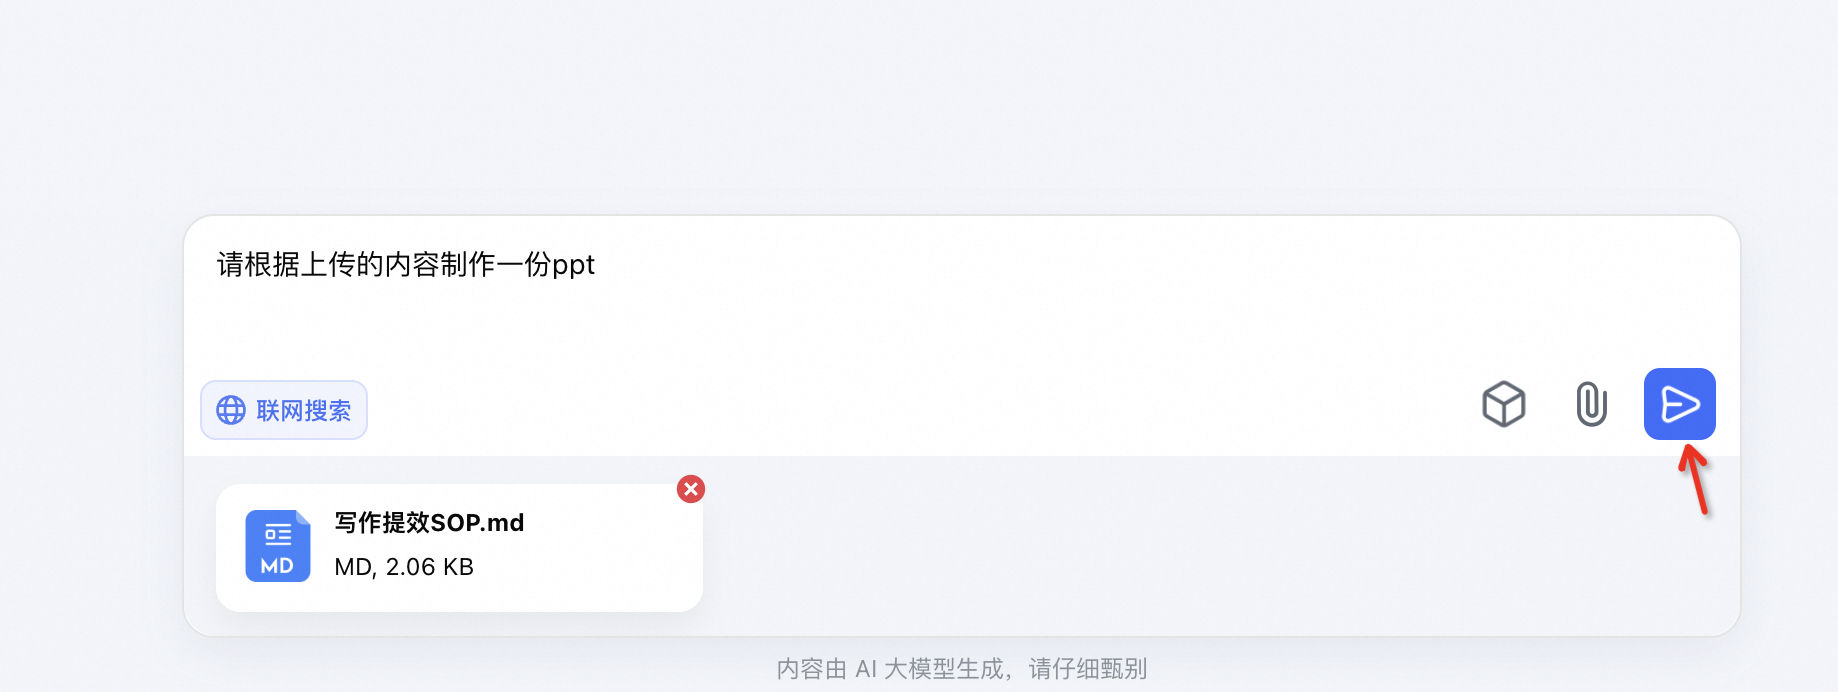 请根据上传的内容制作一份ppt
联网搜索
写作提效SOP.md
MD
MD, 2.06 KB
内容由 AI 大模型生成，请仔细甄别